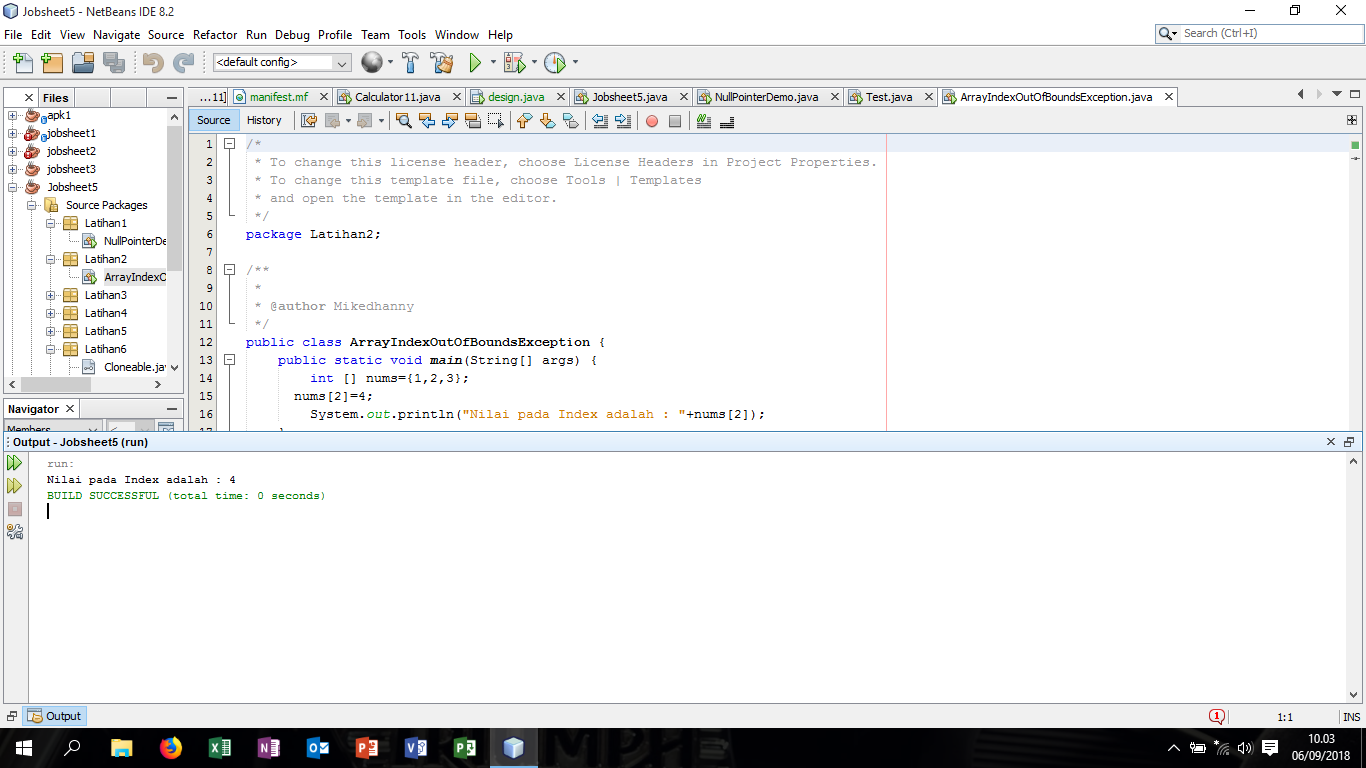 Jobsheet5 - NetBeans IDE 8.2
File Edit View Navigate Source Refactor Run Debug Profile Team Tools Window Help
Search (Ctrl+I)
<default config>
Files
...11] manifest.mf Calculator11.java design.java Jobsheet5.java NullPointerDemo.java Test.java ArrayIndexOutOfBoundsException.java
Source History
apk1
jobsheet1
jobsheet2
jobsheet3
Jobsheet5
Source Packages
Latihan1
NullPointerDe
Latihan2
ArrayIndexO
Latihan3
Latihan4
Latihan5
Latihan6
Cloneable.jav
Navigator
Members
1 /*
2 * To change this license header, choose License Headers in Project Properties.
3 * To change this template file, choose Tools | Templates
4 * and open the template in the editor.
5 */
6 package Latihan2;
7
8 /**
9 *
10 * @author Mikedhanny
11 */
12 public class ArrayIndexOutOfBoundsException {
13 public static void main(String[] args) {
14 int [] nums={1,2,3};
15 nums[2]=4;
16 System.out.println("Nilai pada Index adalah : "+nums[2]);
Output - Jobsheet5 (run)
run:
Nilai pada Index adalah : 4
BUILD SUCCESSFUL (total time: 0 seconds)
Output
1 1:1 INS
10.03
06/09/2018